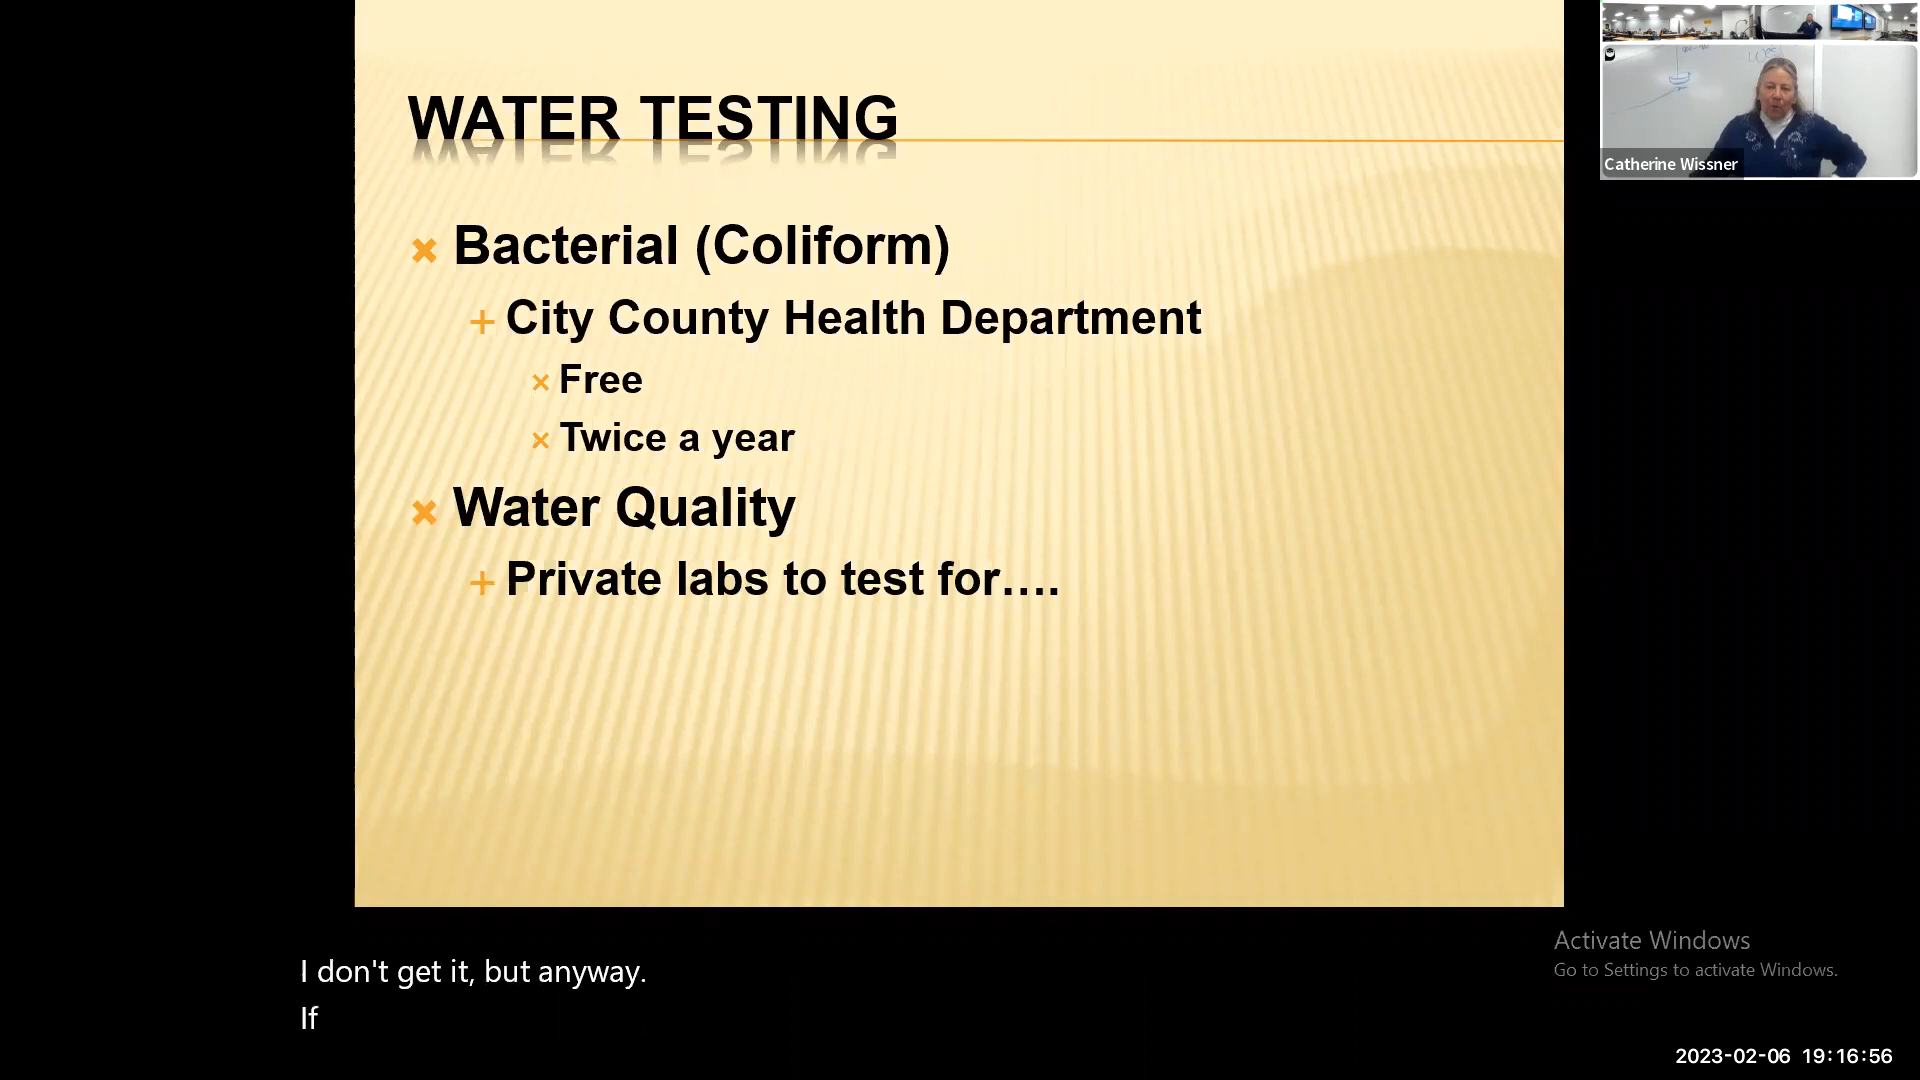 WATER TESTING
Bacterial (Coliform)
City County Health Department
Free
Twice a year
Water Quality
Private labs to test for....
Catherine Wissner
I don't get it, but anyway.
If
Activate Windows
Go to Settings to activate Windows.
2023-02-06 19:16:56